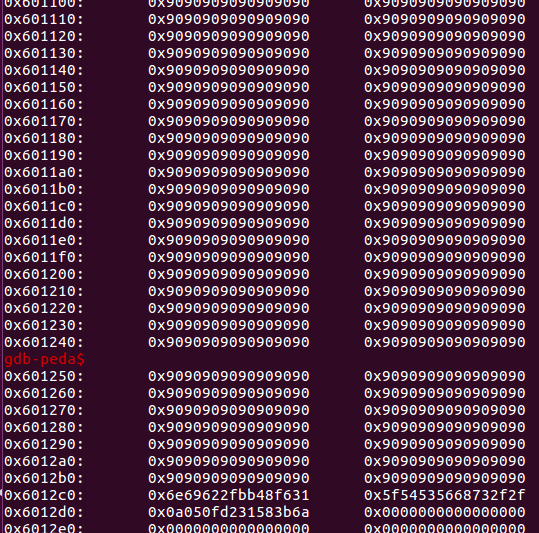 0x601100: 0x9090909090909090 0x9090909090909090
0x601110: 0x9090909090909090 0x9090909090909090
0x601120: 0x9090909090909090 0x9090909090909090
0x601130: 0x9090909090909090 0x9090909090909090
0x601140: 0x9090909090909090 0x9090909090909090
0x601150: 0x9090909090909090 0x9090909090909090
0x601160: 0x9090909090909090 0x9090909090909090
0x601170: 0x9090909090909090 0x9090909090909090
0x601180: 0x9090909090909090 0x9090909090909090
0x601190: 0x9090909090909090 0x9090909090909090
0x6011a0: 0x9090909090909090 0x9090909090909090
0x6011b0: 0x9090909090909090 0x9090909090909090
0x6011c0: 0x9090909090909090 0x9090909090909090
0x6011d0: 0x9090909090909090 0x9090909090909090
0x6011e0: 0x9090909090909090 0x9090909090909090
0x6011f0: 0x9090909090909090 0x9090909090909090
0x601200: 0x9090909090909090 0x9090909090909090
0x601210: 0x9090909090909090 0x9090909090909090
0x601220: 0x9090909090909090 0x9090909090909090
0x601230: 0x9090909090909090 0x9090909090909090
0x601240: 0x9090909090909090 0x9090909090909090
gdb-peda$
0x601250: 0x9090909090909090 0x9090909090909090
0x601260: 0x9090909090909090 0x9090909090909090
0x601270: 0x9090909090909090 0x9090909090909090
0x601280: 0x9090909090909090 0x9090909090909090
0x601290: 0x9090909090909090 0x9090909090909090
0x6012a0: 0x9090909090909090 0x9090909090909090
0x6012b0: 0x9090909090909090 0x9090909090909090
0x6012c0: 0x6e69622fbb48f631 0x5f54535668732f2f
0x6012d0: 0x0a050fd231583b6a 0x0000000000000000
0x6012e0: 0x0000000000000000 0x0000000000000000